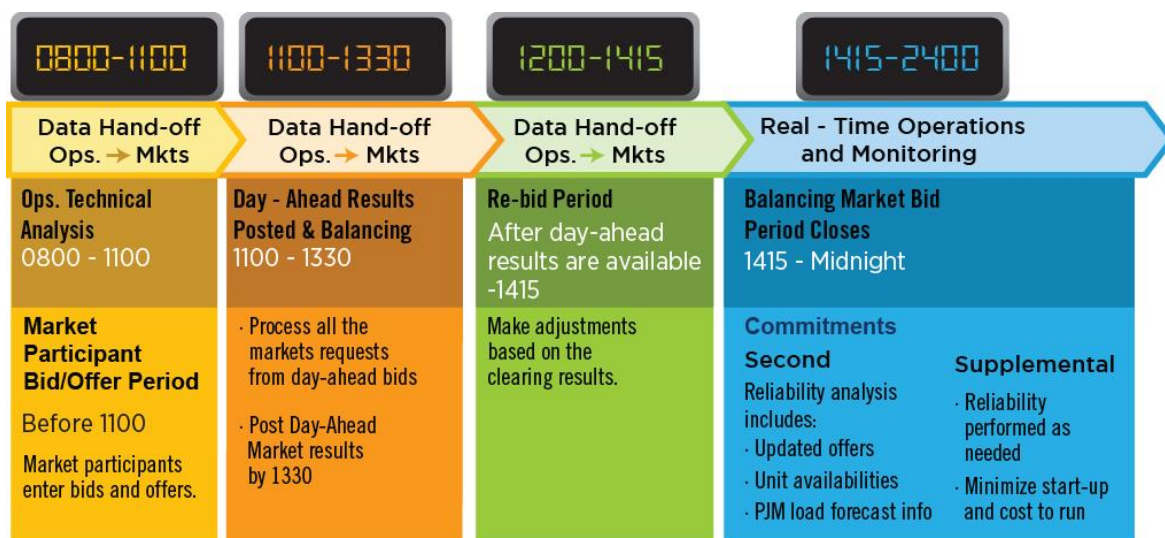 0800-1100
1100-1330
1200-1415
1415-2400
Data Hand-off
Ops. → Mkts
Data Hand-off
Ops. → Mkts
Data Hand-off
Ops. → Mkts
Real - Time Operations
and Monitoring
Ops. Technical
Analysis
0800 - 1100
Market
Participant
Bid/Offer Period
Before 1100
Market participants
enter bids and offers.
Day - Ahead Results
Posted & Balancing
1100 - 1330
· Process all the
markets requests
from day-ahead bids
· Post Day-Ahead
Market results
by 1330
Re-bid Period
After day-ahead
results are available
-1415
Make adjustments
based on the
clearing results.
Balancing Market Bid
Period Closes
1415 - Midnight
Commitments
Second
Reliability analysis
includes:
· Updated offers
· Unit availabilities
· PJM load forecast info
Supplemental
· Reliability
performed as
needed
· Minimize start-up
and cost to run